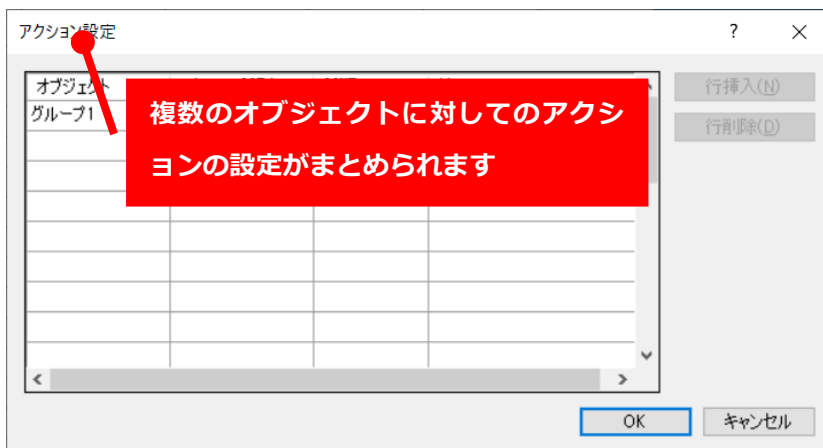 アクション設定
オブジェクト
行挿入(N)
グループ1
複数のオブジェクトに対してのアクシ
ョンの設定がまとめられます
行削除(D)
OK
キャンセル